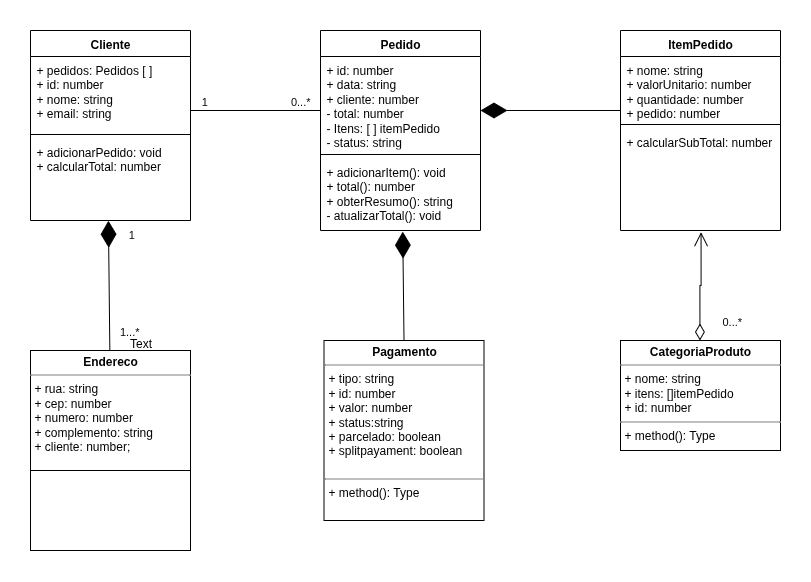 Cliente
+ pedidos: Pedidos [ ]
+ id: number
+ nome: string
+ email: string
+ adicionarPedido: void
+ calcularTotal: number
1
0...*
Pedido
+ id: number
+ data: string
+ cliente: number
- total: number
- Itens: [ ] itemPedido
- status: string
+ adicionarItem(): void
+ total(): number
+ obterResumo(): string
- atualizarTotal(): void
ItemPedido
+ nome: string
+ valorUnitario: number
+ quantidade: number
+ pedido: number
+ calcularSubTotal: number
1
1...*
Text
Endereco
+ rua: string
+ cep: number
+ numero: number
+ complemento: string
+ cliente: number;
Pagamento
+ tipo: string
+ id: number
+ valor: number
+ status:string
+ parcelado: boolean
+ splitpayament: boolean
+ method(): Type
0...*
CategoriaProduto
+ nome: string
+ itens: []itemPedido
+ id: number
+ method(): Type